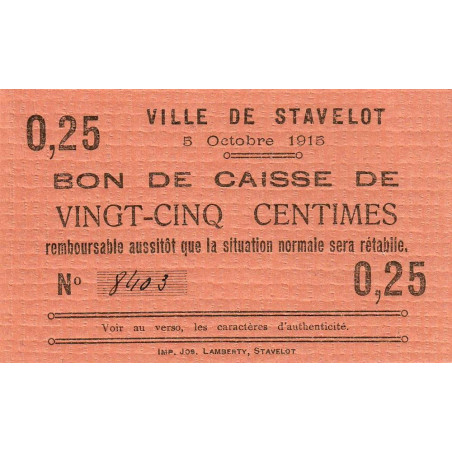 0,25
VILLE DE STAVELOT
5 Octobre 1915
BON DE CAISSE DE
VINGT-CINQ CENTIMES
remboursable aussitôt que la situation normale sera rétablie.
No 8403
0,25
Voir au verso, les caractères d'authenticité.
IMP. JOS. LAMBERTY, STAVELOT